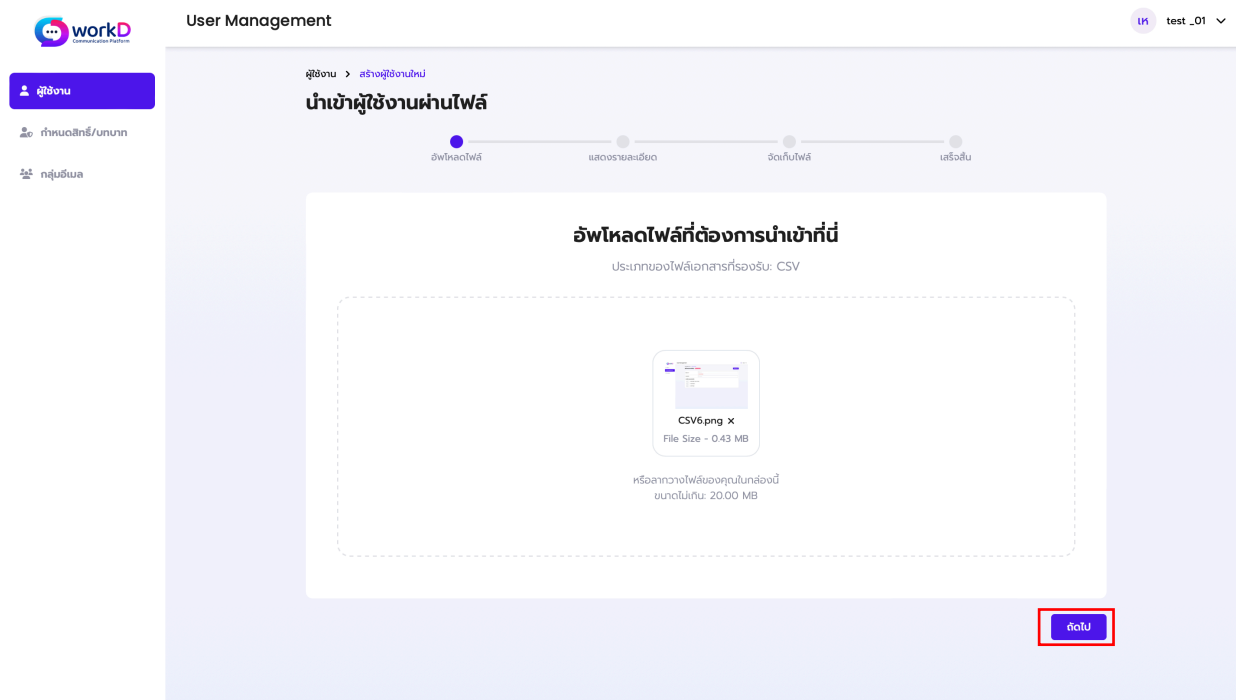 workD
Communication Platform
User Management
เห
test _01
ผู้ใช้งาน
กำหนดสิทธิ์/บทบาท
กลุ่มอีเมล
ผู้ใช้งาน > สร้างผู้ใช้งานใหม่
นำเข้าผู้ใช้งานผ่านไฟล์
อัพโหลดไฟล์
แสดงรายละเอียด
จัดเก็บไฟล์
เสร็จสิ้น
อัพโหลดไฟล์ที่ต้องการนำเข้าที่นี่
ประเภทของไฟล์เอกสารที่รองรับ: CSV
CSV6.png ×
File Size - 0.43 MB
หรือลากวางไฟล์ของคุณในกล่องนี้
ขนาดไม่เกิน: 20.00 MB
ถัดไป